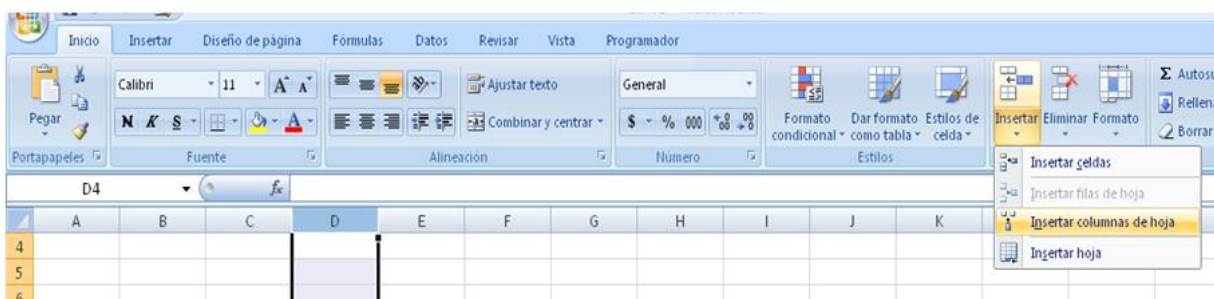 Inicio Insertar Diseño de página Fórmulas Datos Revisar Vista Programador
Calibri 11 A A Ajustar texto General Σ Autosu
Pegar N K S A Combinar y centrar $ % 000 Formato condicional Dar formato como tabla Estilos de celda Insertar Eliminar Formato Rellena
Borrar
Portapapeles Fuente Alineación Número Estilos
Insertar celdas
D4 fx
Insertar filas de hoja
A B C D E F G H I J K
Insertar columnas de hoja
4
Insertar hoja
5
6